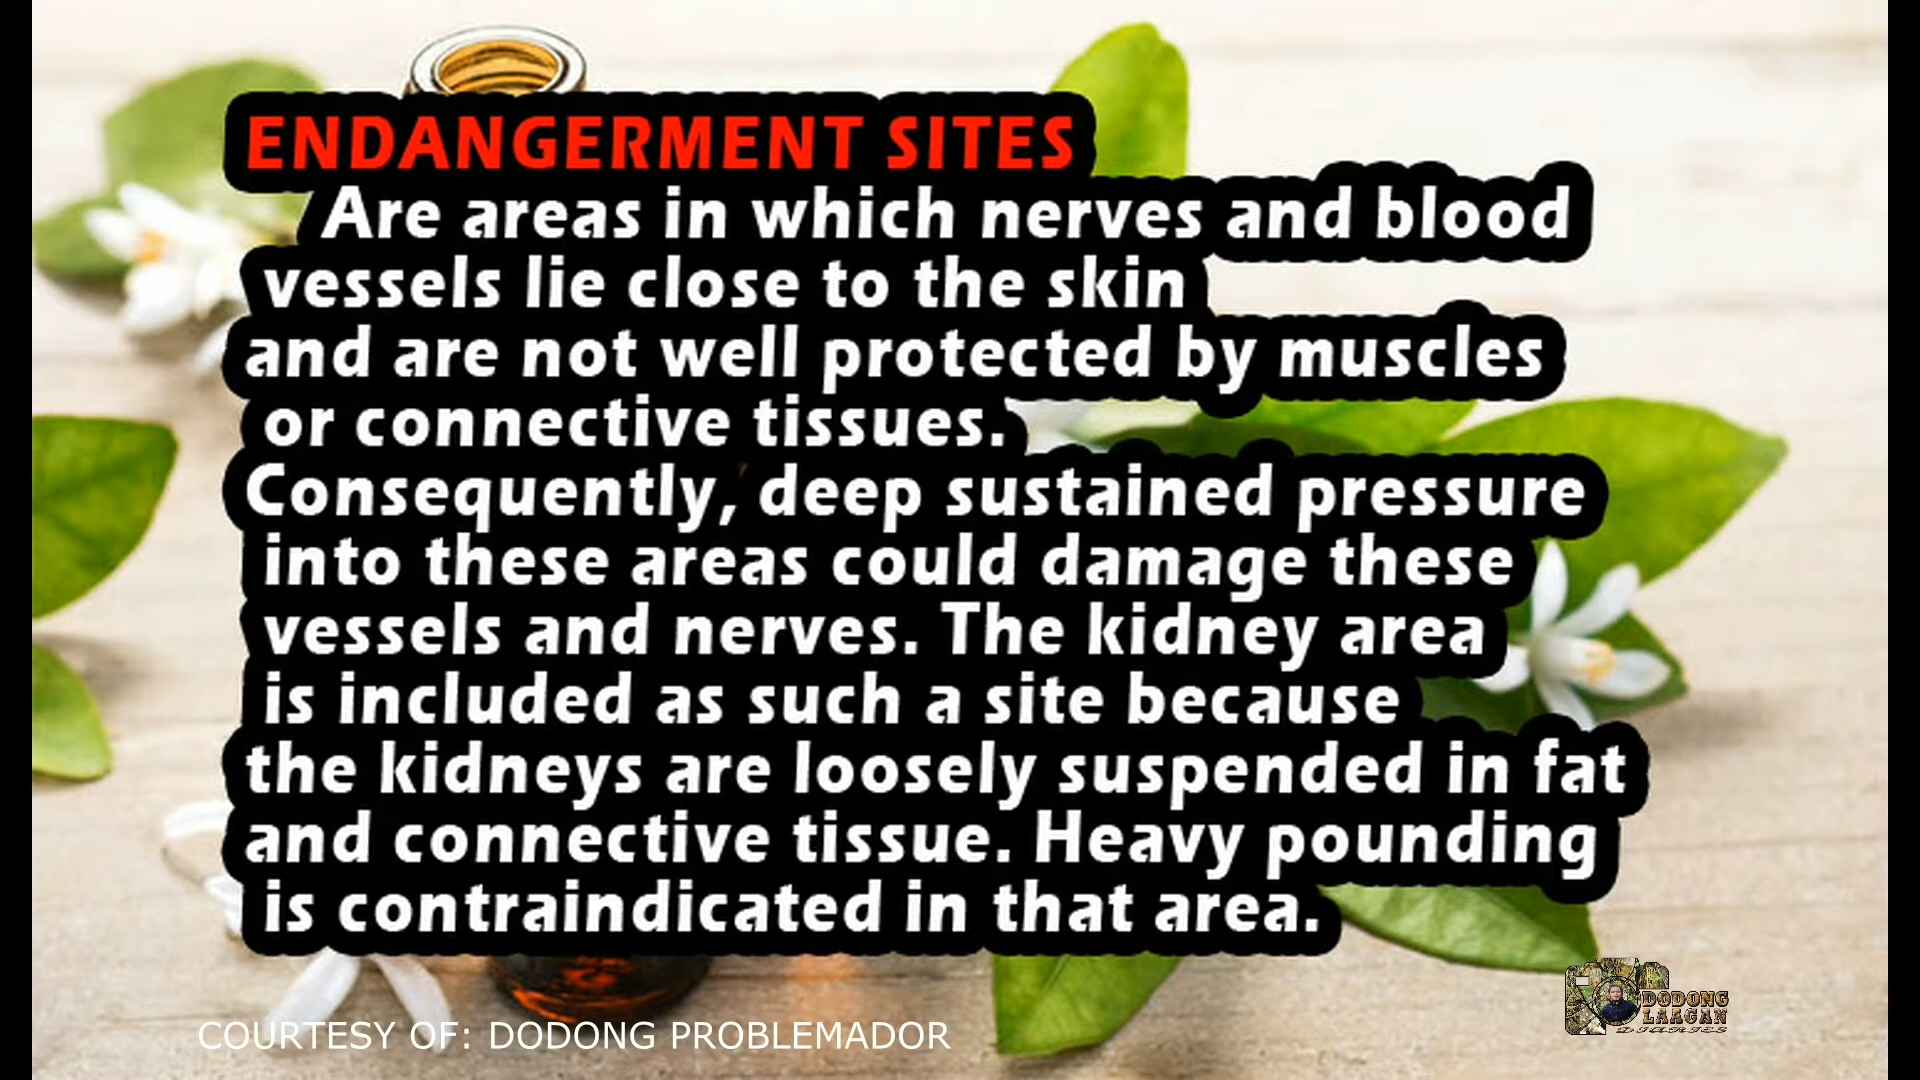 ENDANGERMENT SITES
Are areas in which nerves and blood
vessels lie close to the skin
and are not well protected by muscles
or connective tissues.
Consequently, deep sustained pressure
into these areas could damage these
vessels and nerves. The kidney area
is included as such a site because
the kidneys are loosely suspended in fat
and connective tissue. Heavy pounding
is contraindicated in that area.
COURTESY OF: DODONG PROBLEMADOR
DODONG
LAAGAN
DIARIES